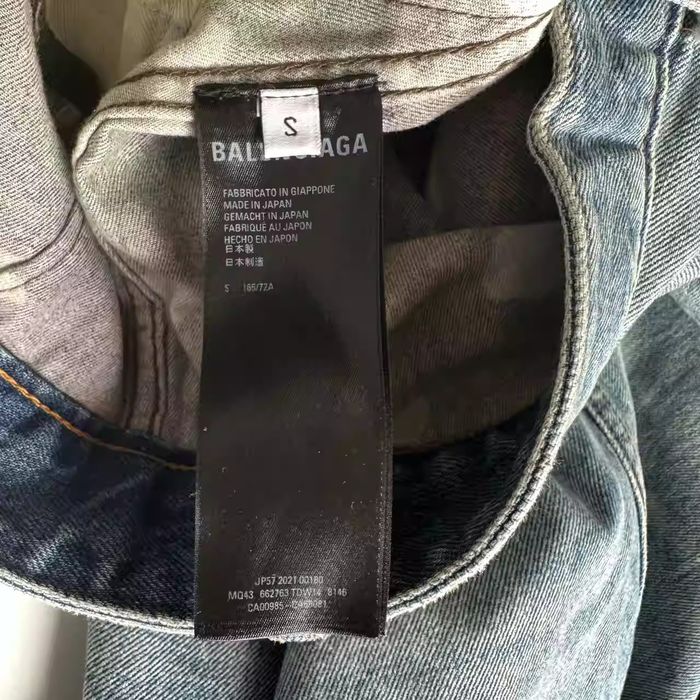 S
BALENCIAGA
FABBRICATO IN GIAPPONE
MADE IN JAPAN
GEMACHT IN JAPAN
FABRIQUÉ AU JAPON
HECHO EN JAPON
日本製
日本制造
S 165/72A
JP57 2021 00180
MQ43 662763 TDW14 8146